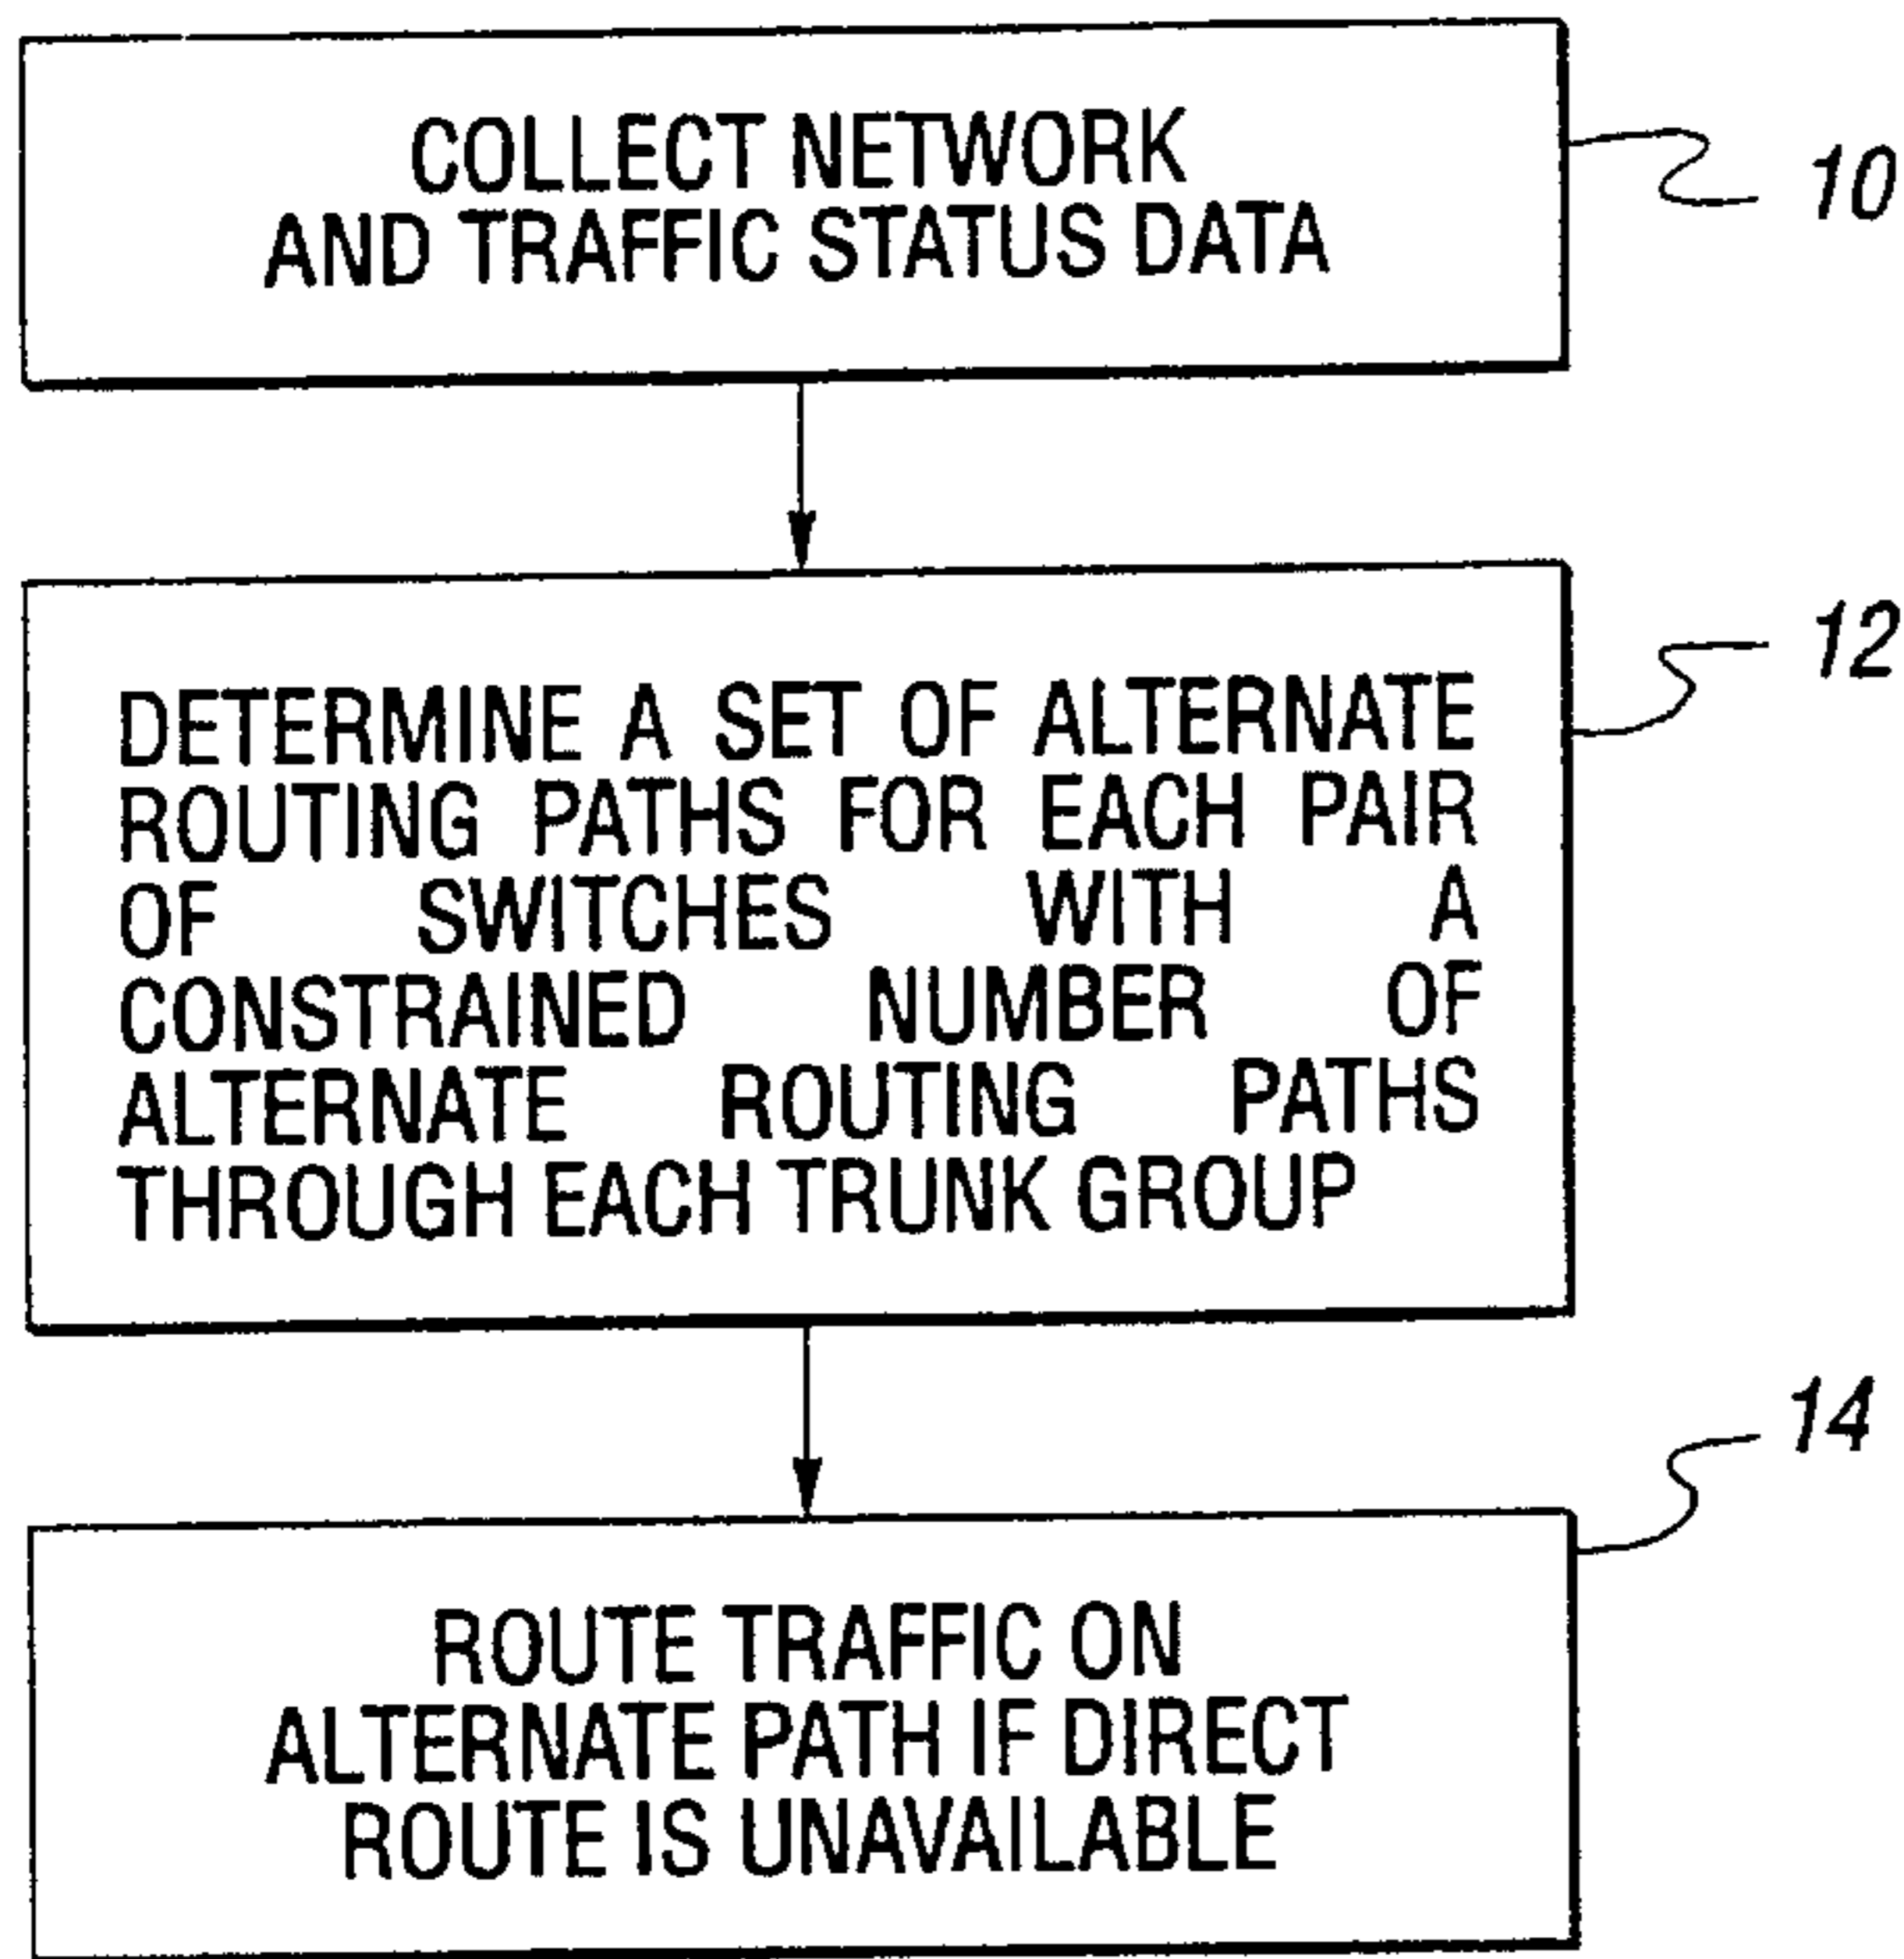 COLLECT NETWORK
AND TRAFFIC STATUS DATA
10
DETERMINE A SET OF ALTERNATE
ROUTING PATHS FOR EACH PAIR
OF SWITCHES WITH A
CONSTRAINED NUMBER OF
ALTERNATE ROUTING PATHS
THROUGH EACH TRUNK GROUP
12
ROUTE TRAFFIC ON
ALTERNATE PATH IF DIRECT
ROUTE IS UNAVAILABLE
14